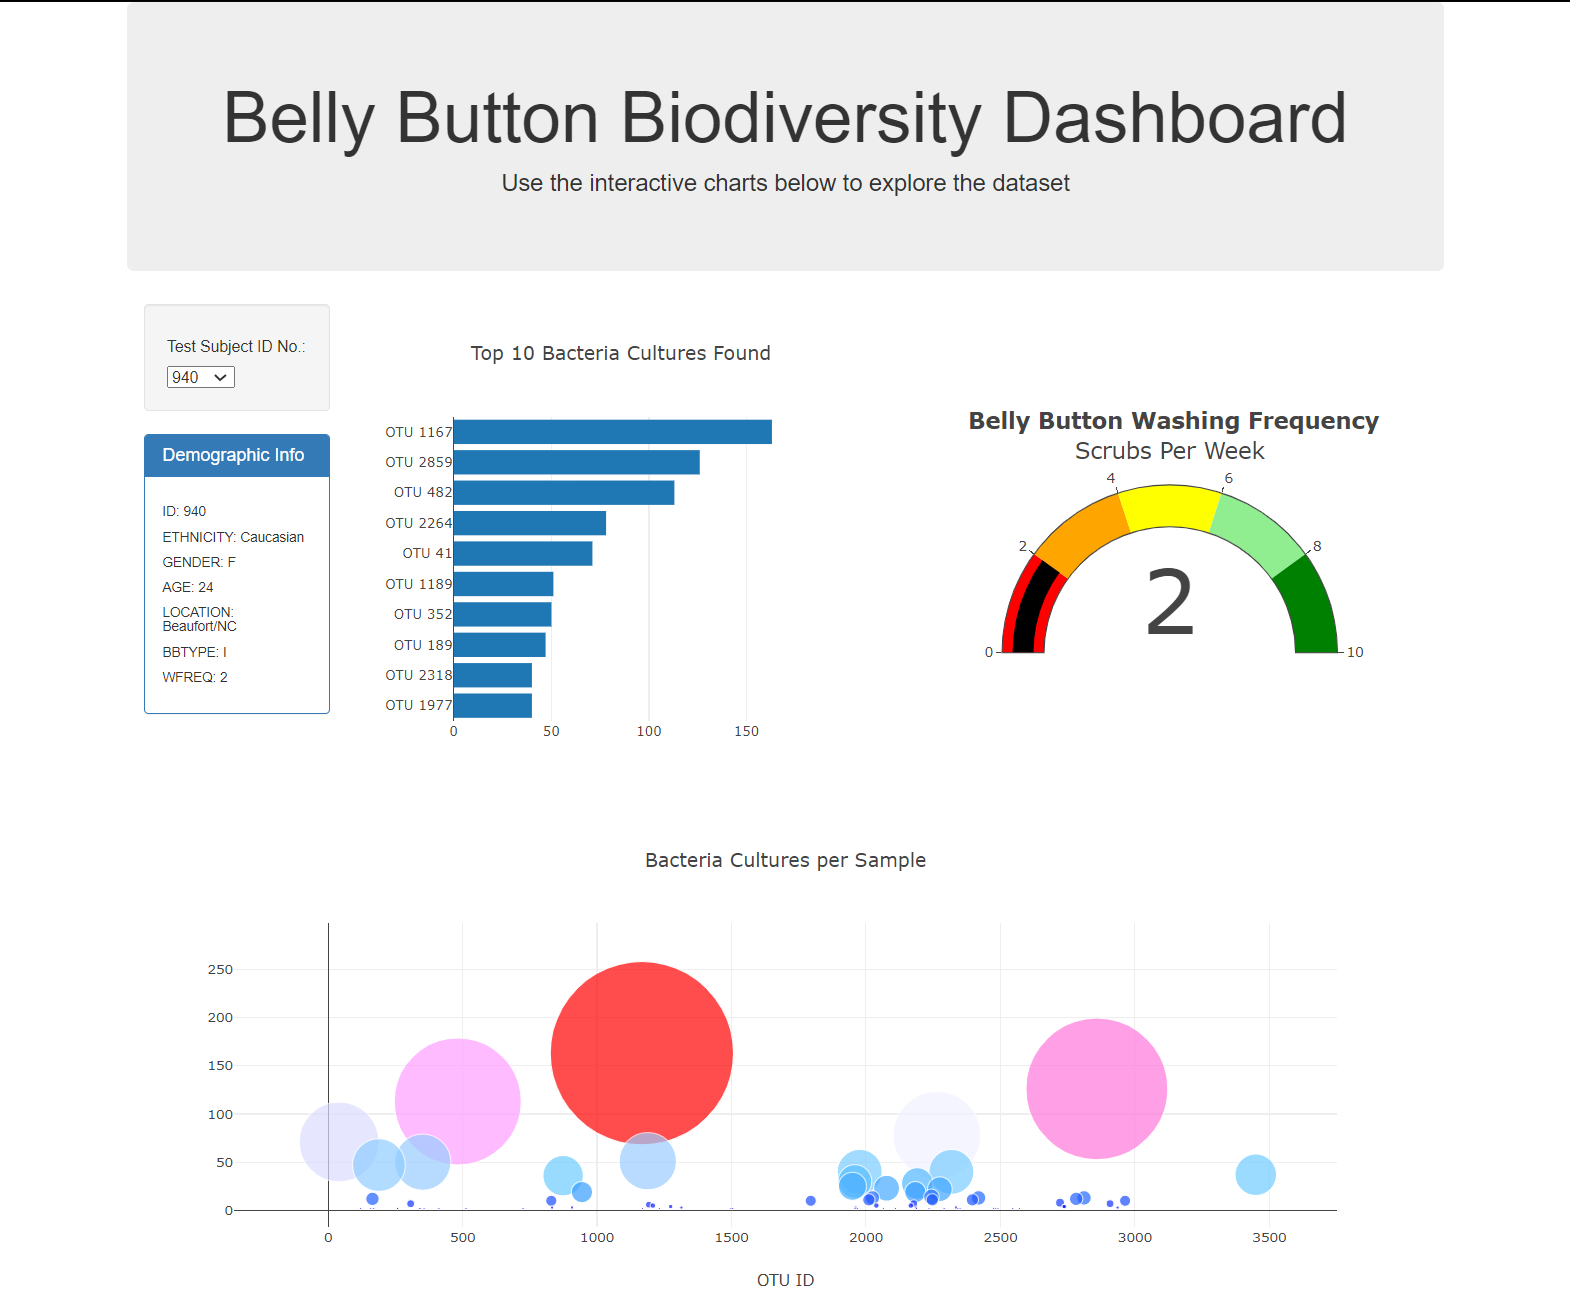 Belly Button Biodiversity Dashboard
Use the interactive charts below to explore the dataset
Test Subject ID No.:
940
Demographic Info
ID: 940
ETHNICITY: Caucasian
GENDER: F
AGE: 24
LOCATION:
Beaufort/NC
BBTYPE: I
WFREQ: 2
Top 10 Bacteria Cultures Found
OTU 1167
OTU 2859
OTU 482
OTU 2264
OTU 41
OTU 1189
OTU 352
OTU 189
OTU 2318
OTU 1977
0 50 100 150
Belly Button Washing Frequency
Scrubs Per Week
4 6
2 8
2
0 10
Bacteria Cultures per Sample
250
200
150
100
50
0
0 500 1000 1500 2000 2500 3000 3500
OTU ID